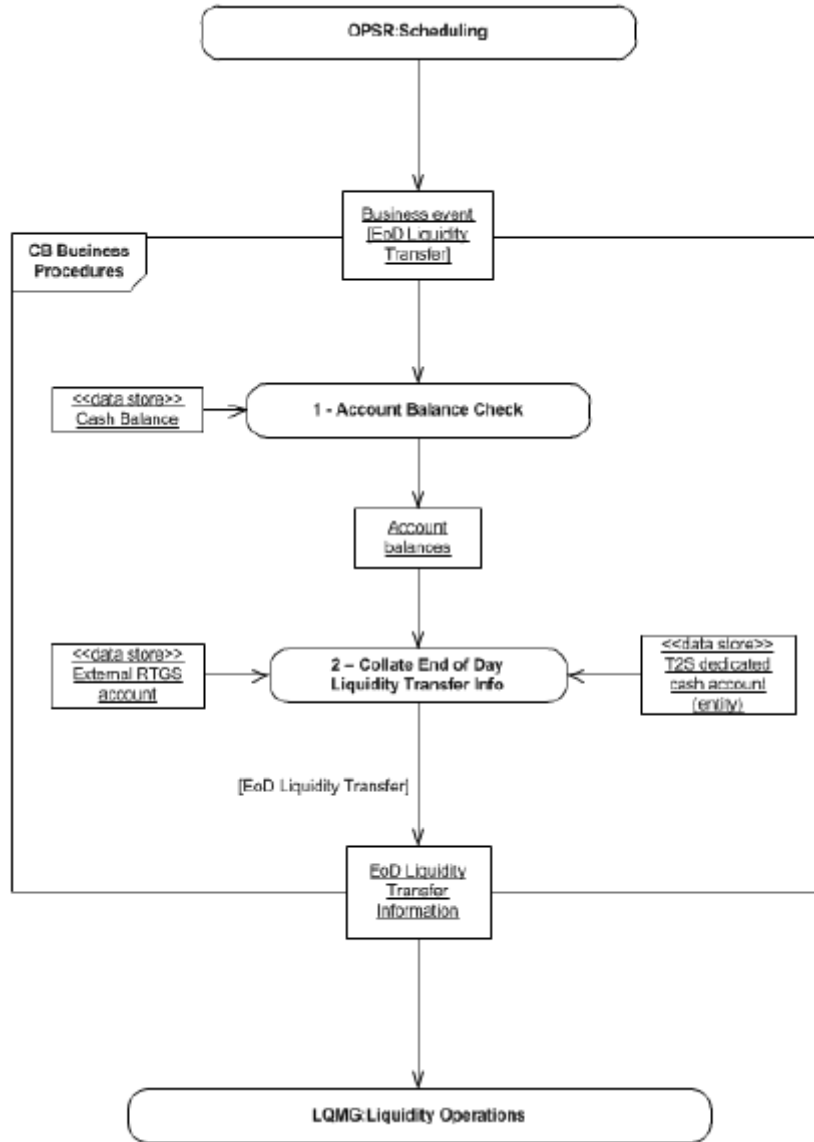 OPSR:Scheduling
Business event
[EoD Liquidity
Transfer]
CB Business
Procedures
<<data store>>
Cash Balance
1 - Account Balance Check
Account
balances
<<data store>>
External RTGS
account
2 – Collate End of Day
Liquidity Transfer Info
<<data store>>
T2S dedicated
cash account
(entity)
[EoD Liquidity Transfer]
EoD Liquidity
Transfer
Information
LQMG:Liquidity Operations